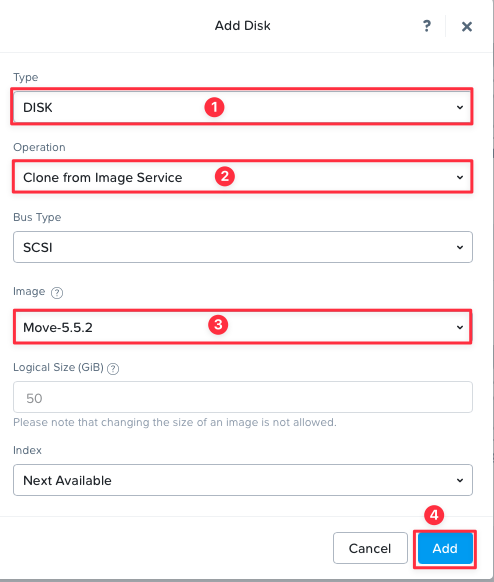 Add Disk
?
Type
DISK
1
Operation
Clone from Image Service
2
Bus Type
SCSI
Image ?
Move-5.5.2
3
Logical Size (GiB) ?
50
Please note that changing the size of an image is not allowed.
Index
Next Available
4
Cancel
Add